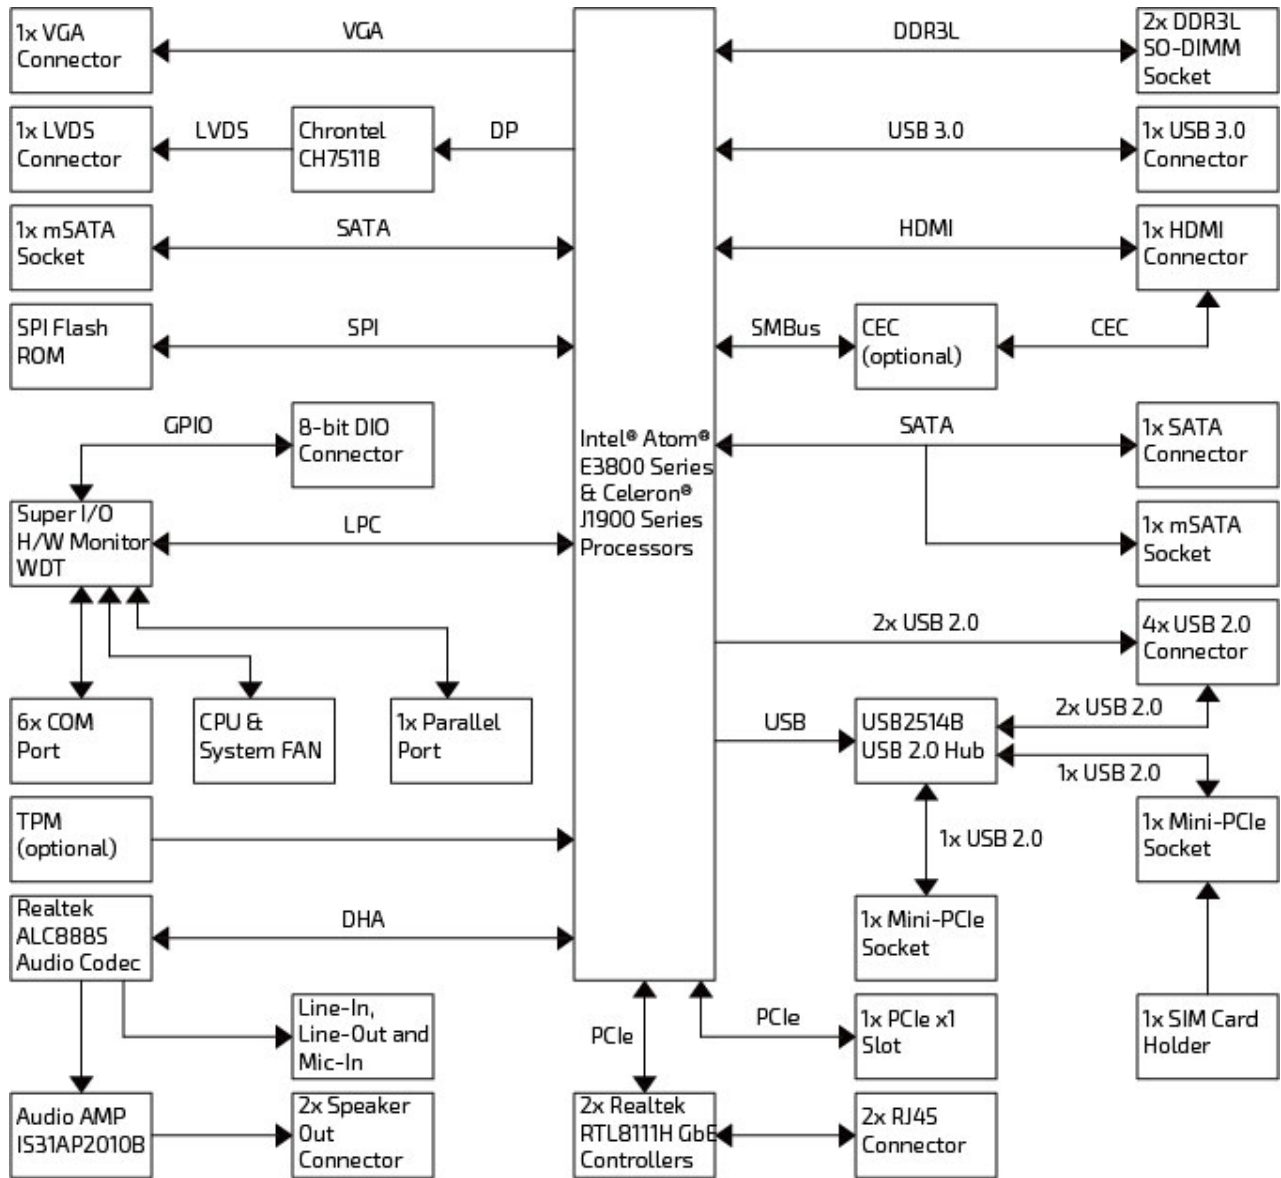 1x VGA
Connector
VGA
DDR3L
2x DDR3L
SO-DIMM
Socket
1x LVDS
Connector
LVDS
Chrontel
CH7511B
DP
USB 3.0
1x USB 3.0
Connector
1x mSATA
Socket
SATA
HDMI
1x HDMI
Connector
SPI Flash
ROM
SPI
SMBus
CEC
(optional)
CEC
GPIO
8-bit DIO
Connector
Intel® Atom®
E3800 Series
& Celeron®
J1900 Series
Processors
SATA
1x SATA
Connector
Super I/O
H/W Monitor
WDT
LPC
1x mSATA
Socket
2x USB 2.0
4x USB 2.0
Connector
6x COM
Port
CPU &
System FAN
1x Parallel
Port
USB
USB2514B
USB 2.0 Hub
2x USB 2.0
1x USB 2.0
TPM
(optional)
1x USB 2.0
1x Mini-PCIe
Socket
Realtek
ALC888S
Audio Codec
DHA
1x Mini-PCIe
Socket
Line-In,
Line-Out and
Mic-In
PCIe
PCIe
1x PCIe x1
Slot
1x SIM Card
Holder
Audio AMP
IS31AP2010B
2x Speaker
Out
Connector
2x Realtek
RTL8111H GbE
Controllers
2x RJ45
Connector